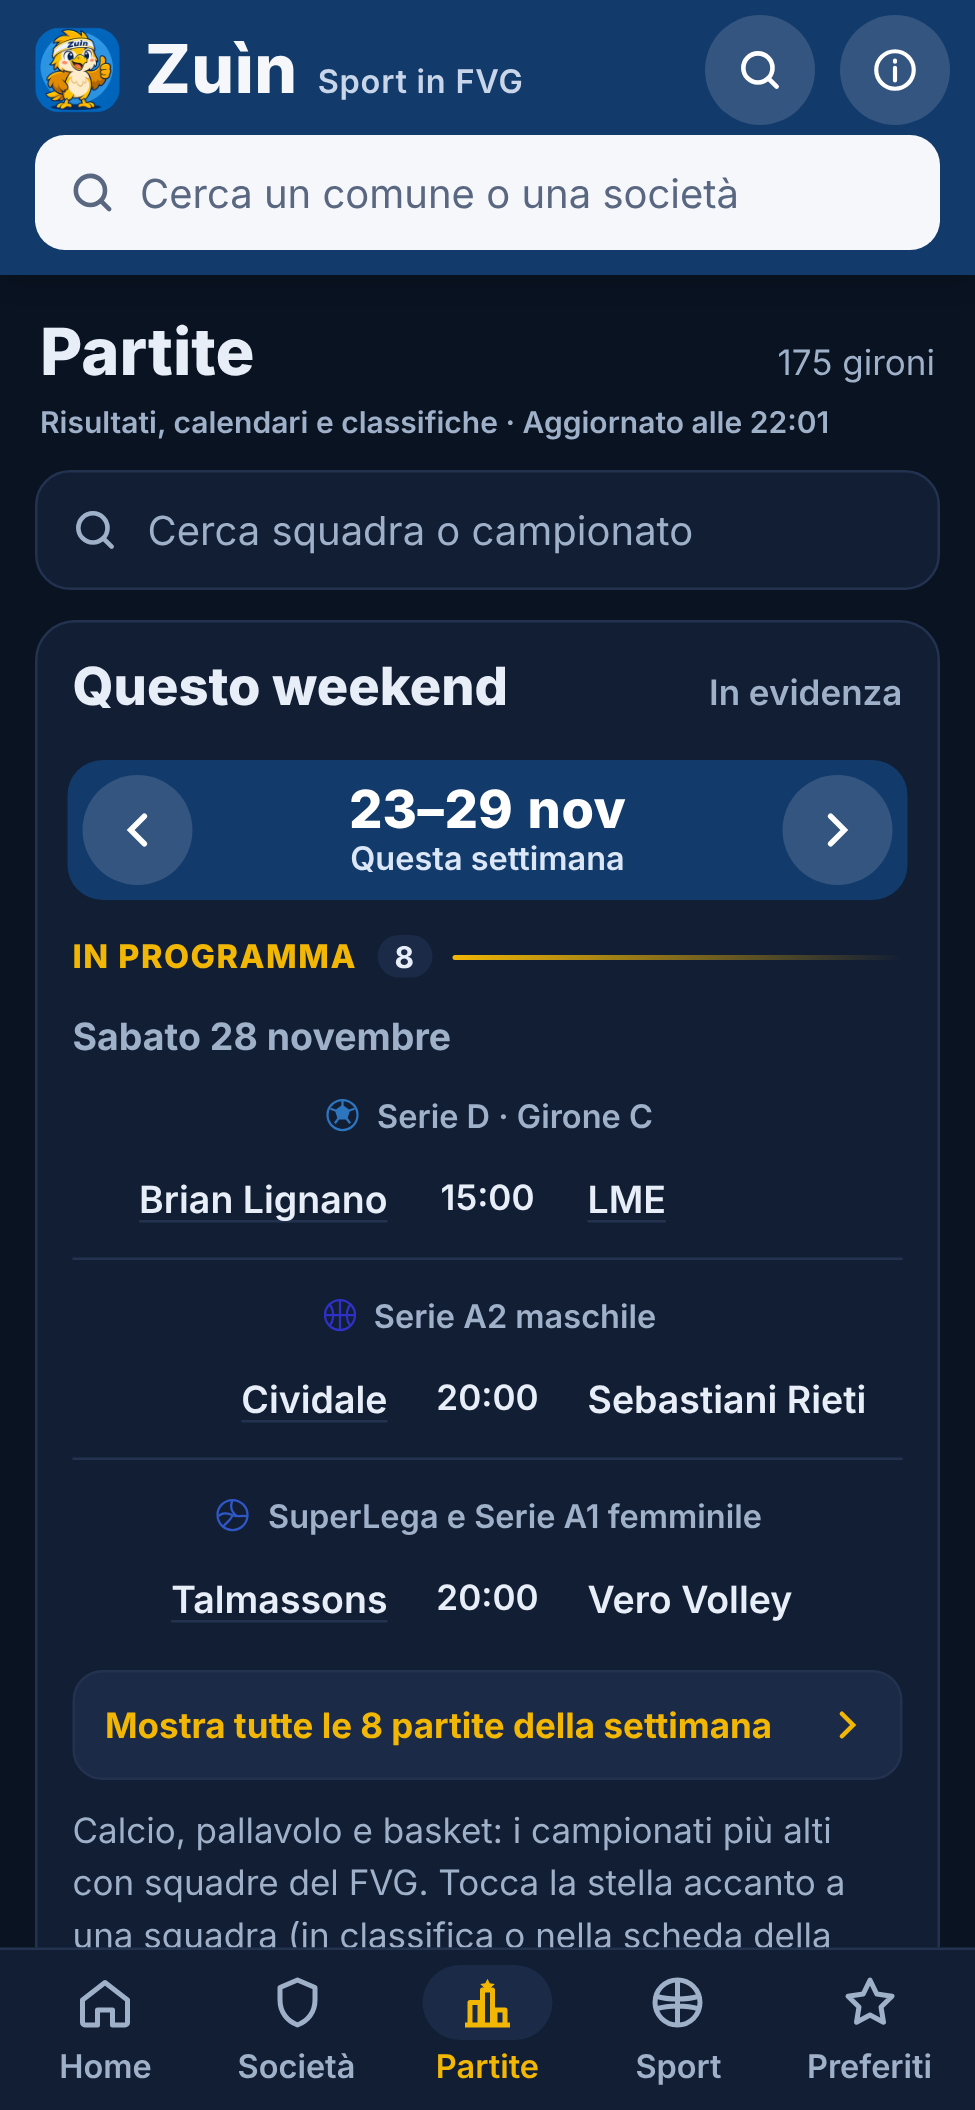 Zuìn
Zuìn Sport in FVG
Cerca un comune o una società
Partite 175 gironi
Risultati, calendari e classifiche · Aggiornato alle 22:01
Cerca squadra o campionato
Questo weekend In evidenza
23–29 nov
Questa settimana
IN PROGRAMMA 8
Sabato 28 novembre
Serie D · Girone C
Brian Lignano 15:00 LME
Serie A2 maschile
Cividale 20:00 Sebastiani Rieti
SuperLega e Serie A1 femminile
Talmassons 20:00 Vero Volley
Mostra tutte le 8 partite della settimana
Calcio, pallavolo e basket: i campionati più alti
con squadre del FVG. Tocca la stella accanto a
una squadra (in classifica o nella scheda della
Home Società Partite Sport Preferiti